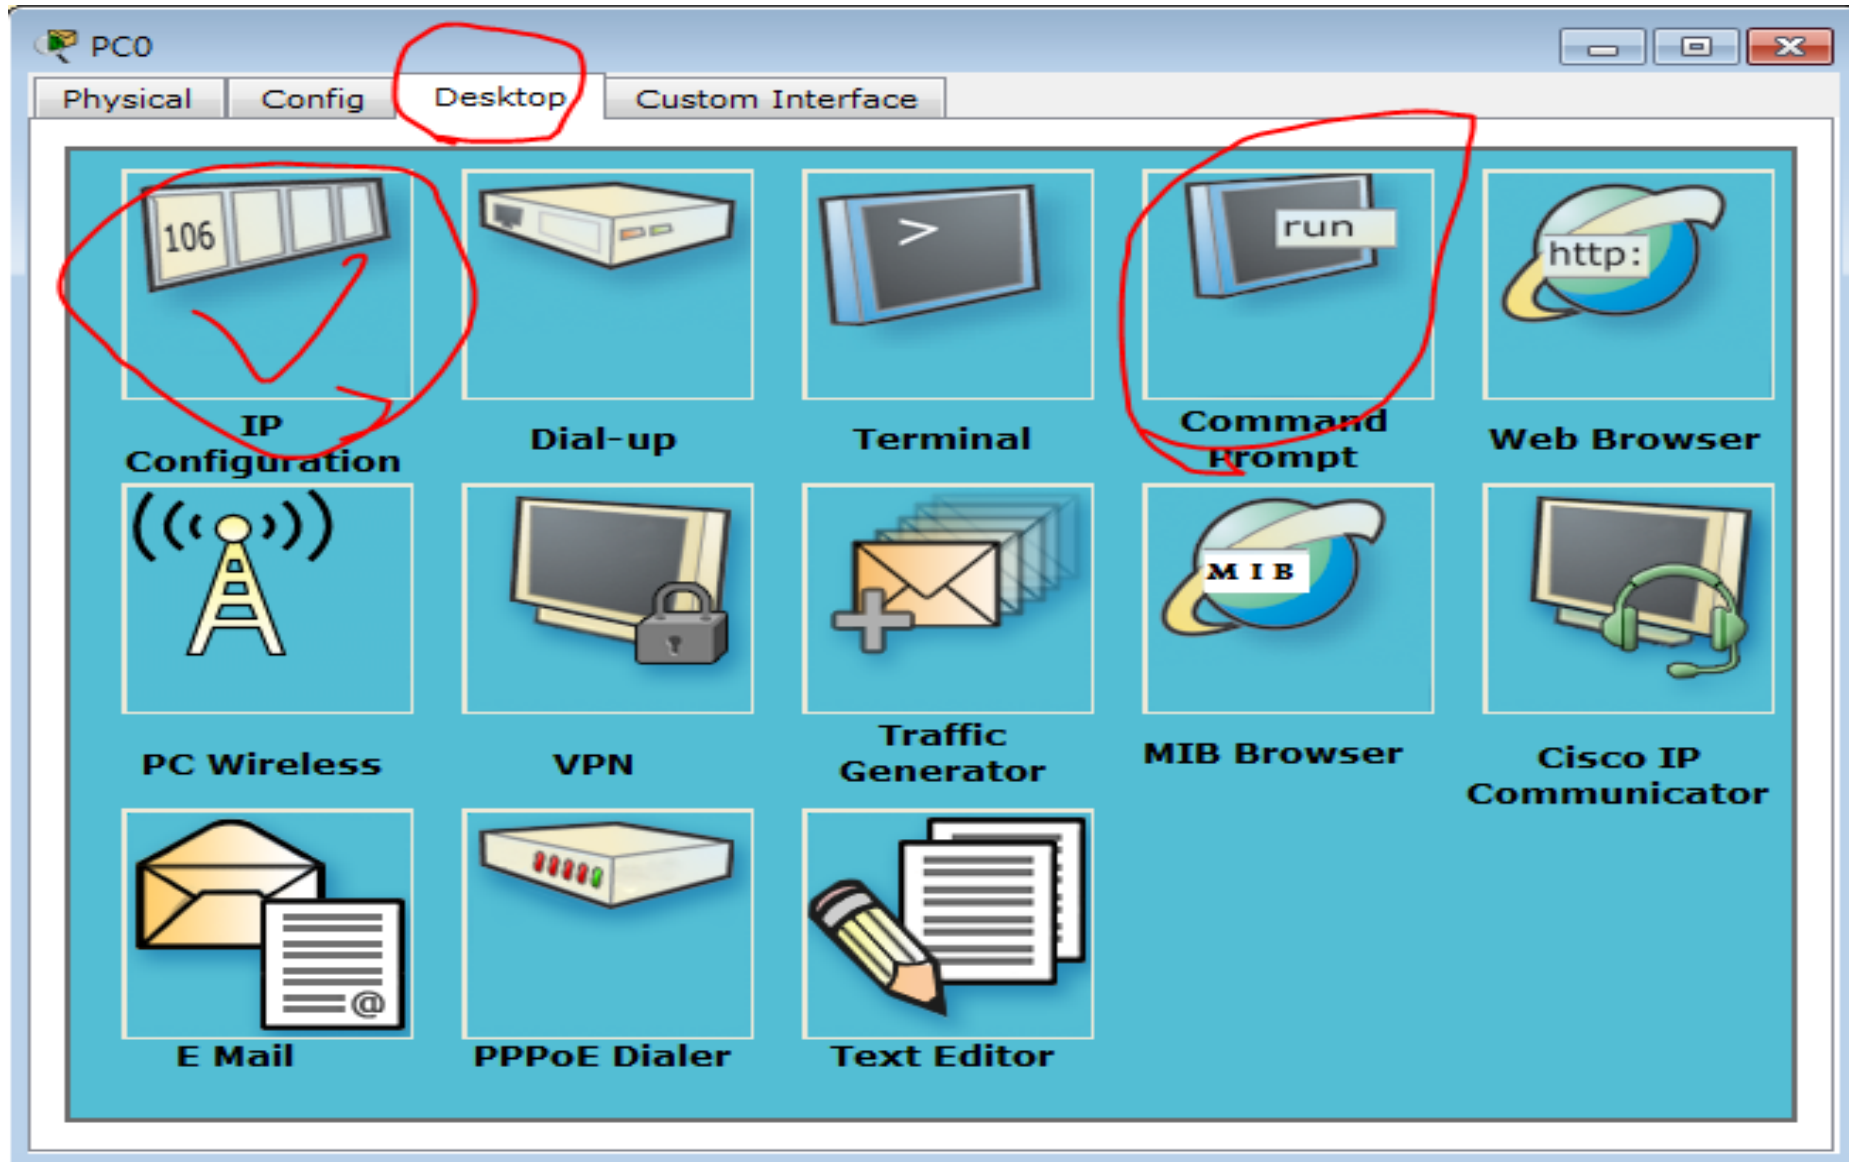 PC0
Physical Config Desktop Custom Interface
106
>
run
http:
IP
Configuration
Dial-up
Terminal
Command
Prompt
Web Browser
MIB
PC Wireless
VPN
Traffic
Generator
MIB Browser
Cisco IP
Communicator
@
E Mail
PPPoE Dialer
Text Editor